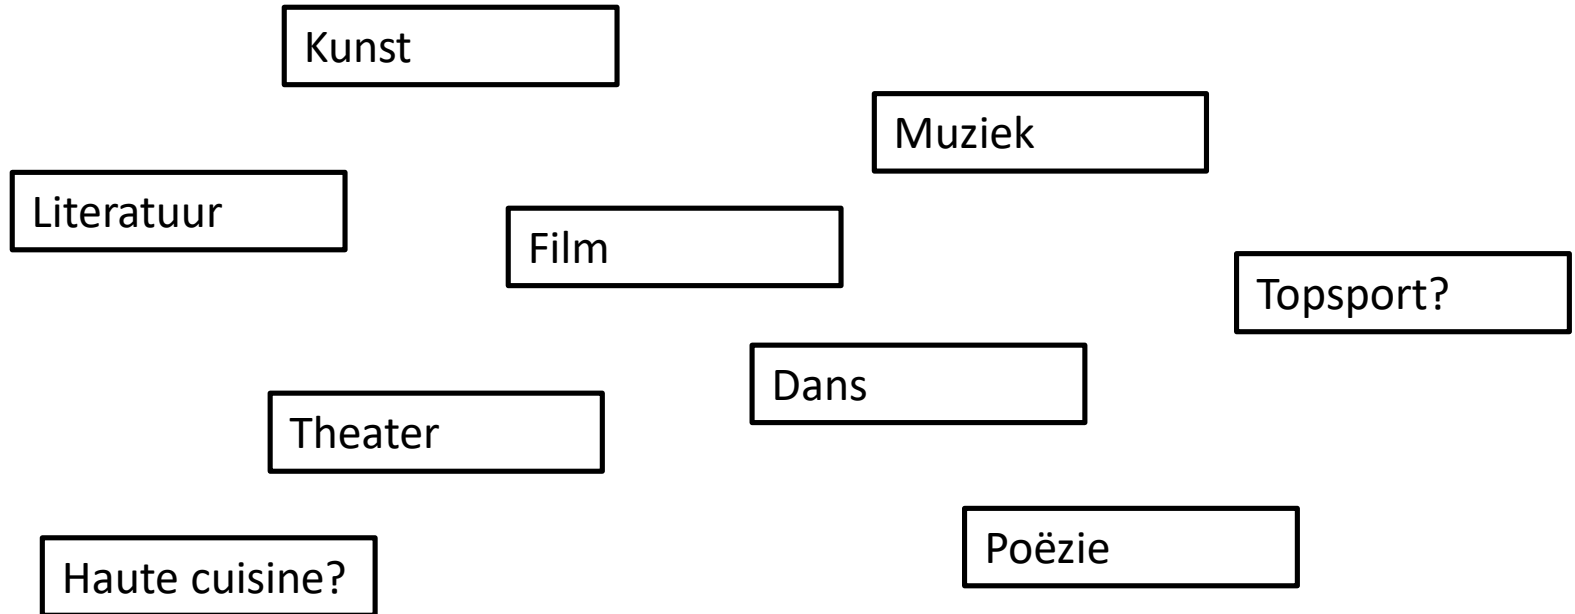 Kunst
Muziek
Literatuur
Film
Topsport?
Dans
Theater
Poëzie
Haute cuisine?